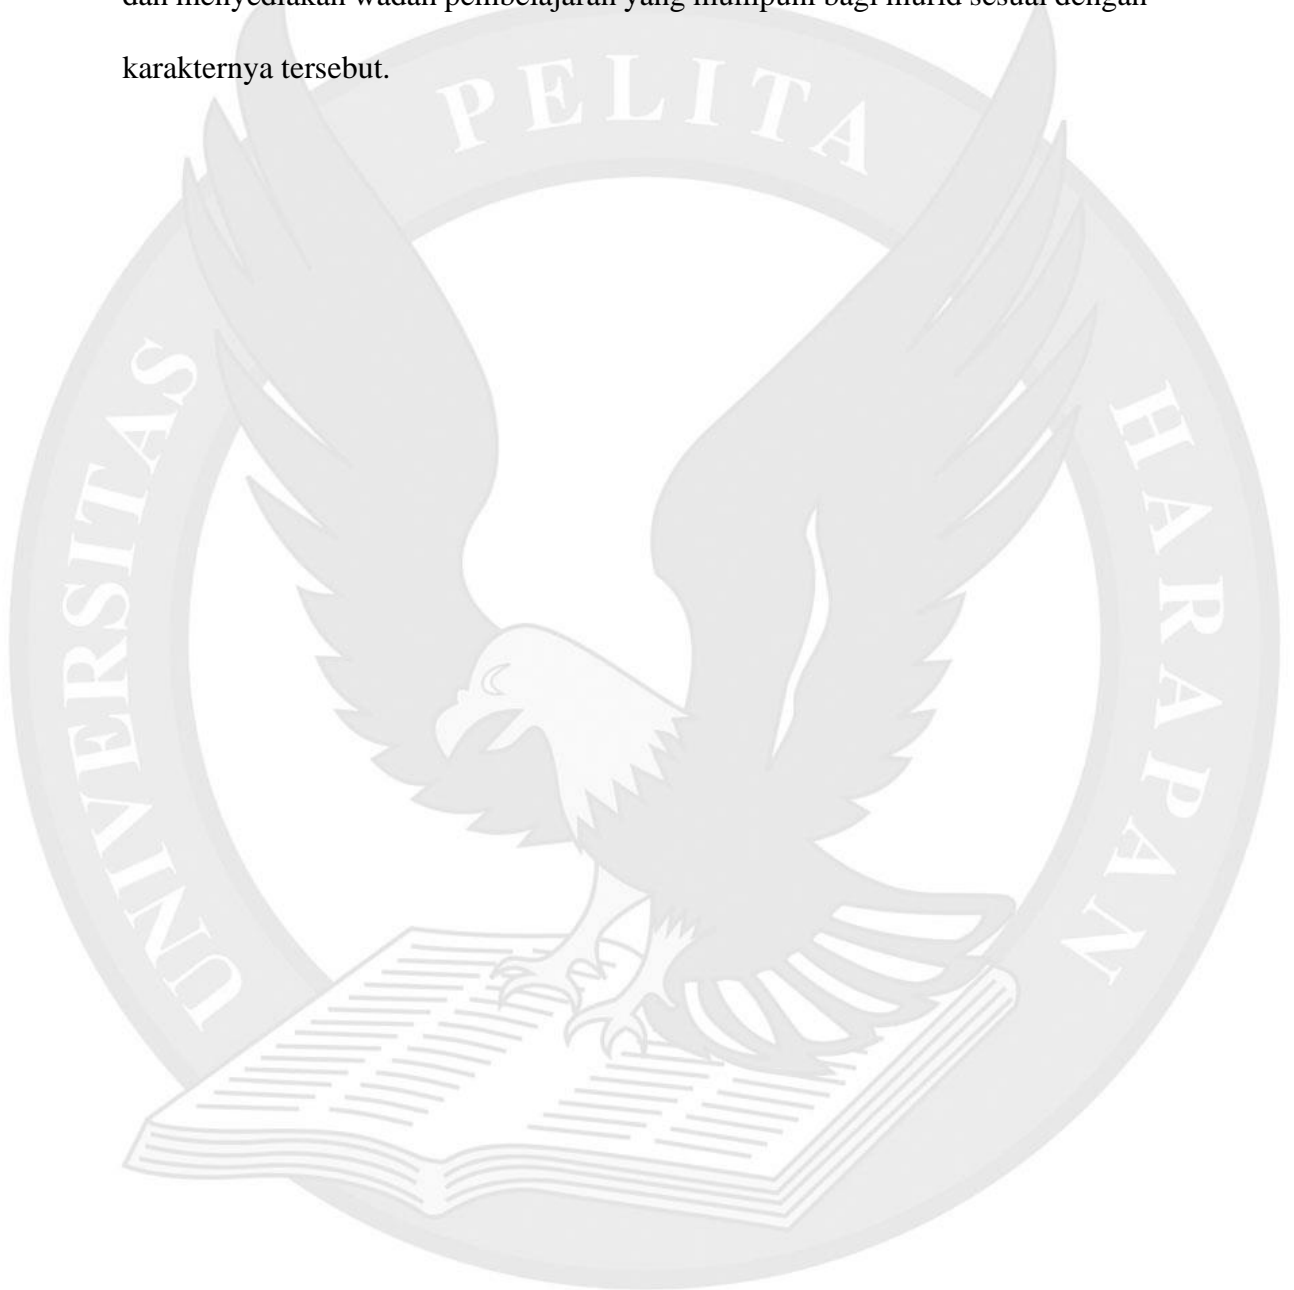 dan menyediakan wadah pembelajaran yang mumpuni bagi murid sesuai dengan
karakternya tersebut.
UNIVERSITAS PELITA HARAPAN